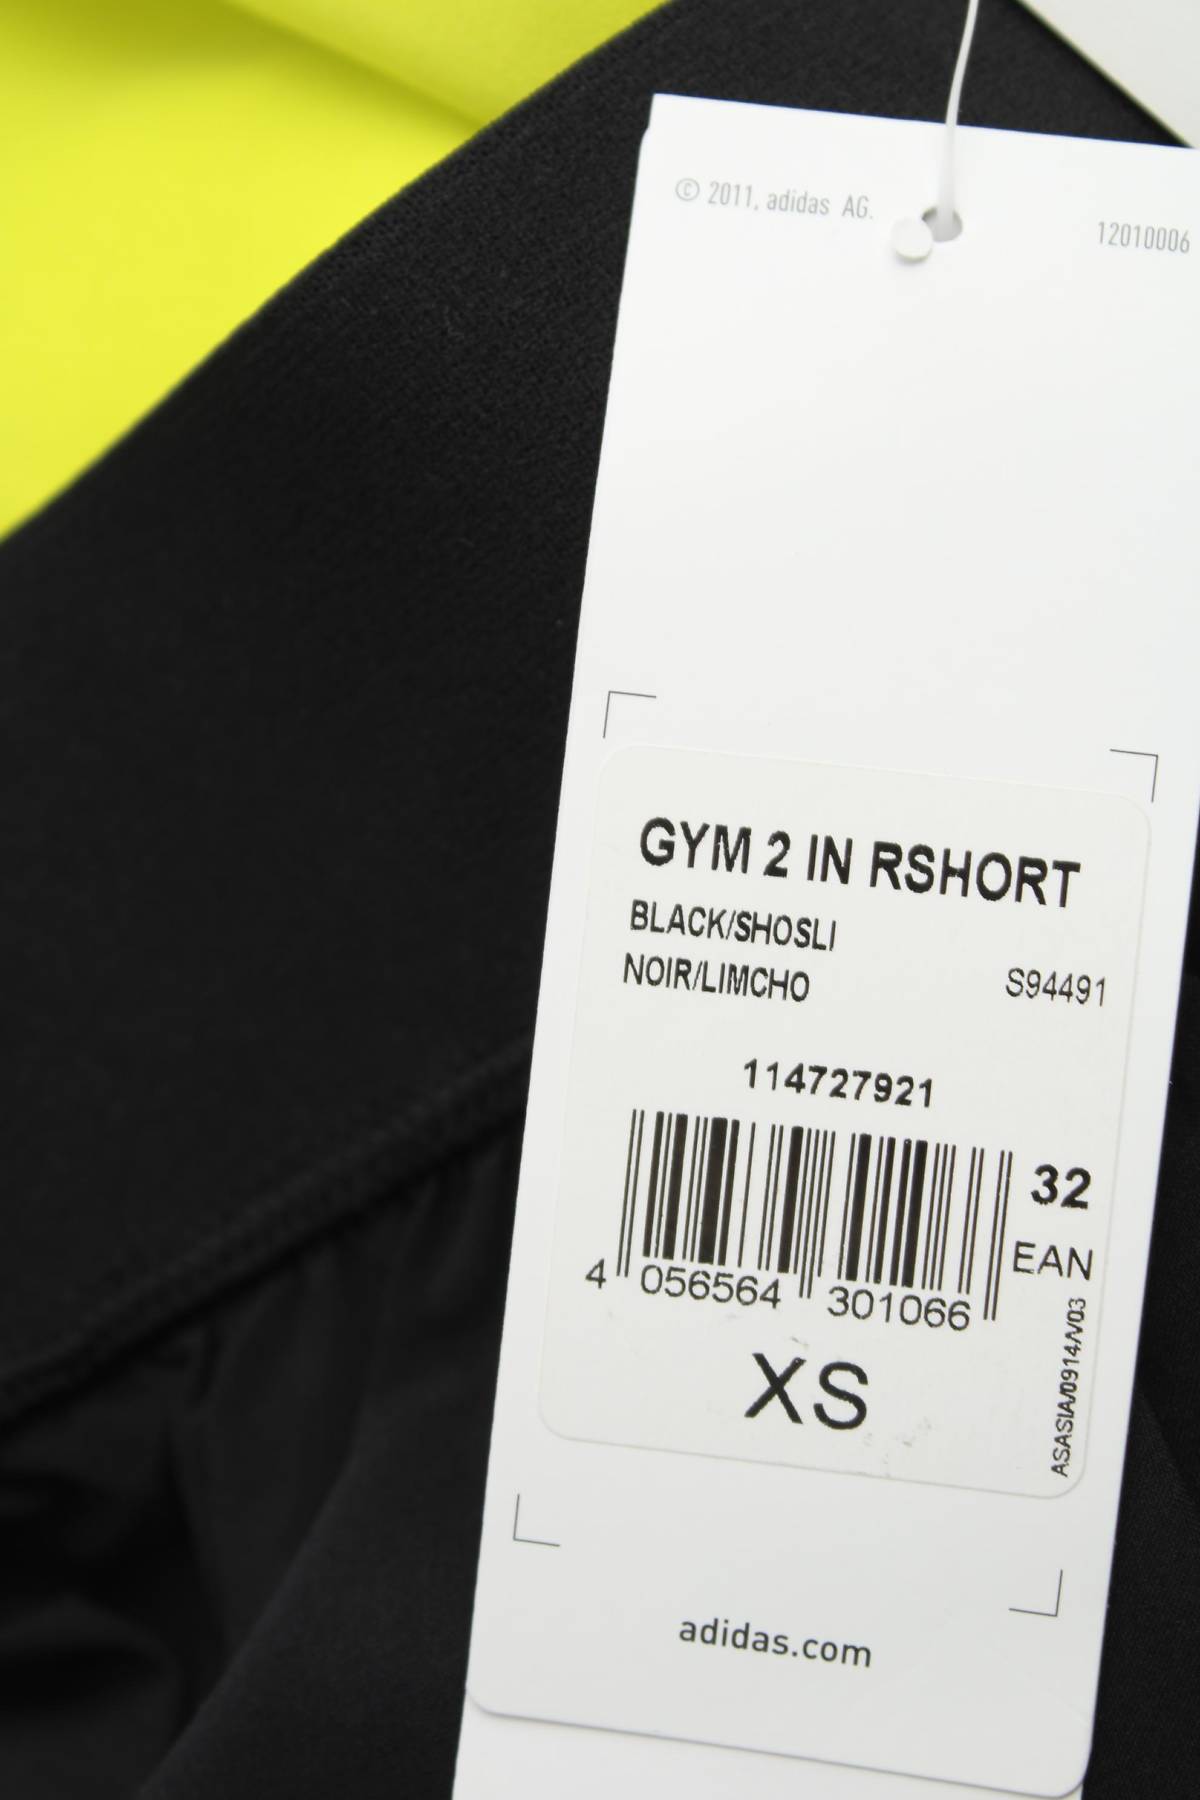 © 2011, adidas AG.
12010006
GYM 2 IN RSHORT
BLACK/SHOSLI
NOIR/LIMCHO S94491
114727921
32
EAN
4 056564 301066
XS
ASASIA/0914/V03
adidas.com